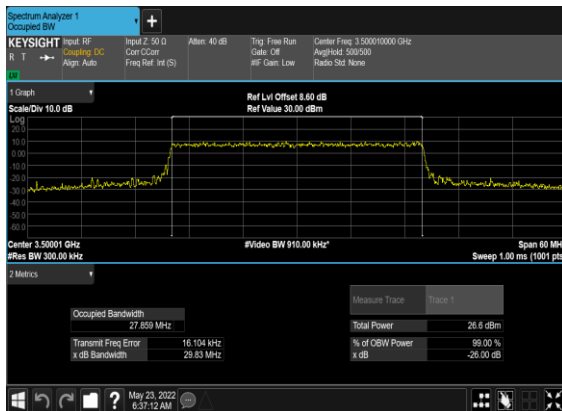 Spectrum Analyzer 1
Occupied BW
KEYSIGHT
R T
Input: RF
Coupling: DC
Align: Auto
Input Z: 50 Ω
Corr CCorr
Freq Ref: Int (S)
Atten: 40 dB
Trig: Free Run
Gate: Off
#IF Gain: Low
Center Freq: 3.500010000 GHz
Avg|Hold: 500/500
Radio Std: None
1 Graph
Scale/Div 10.0 dB
Ref Lvl Offset 8.60 dB
Ref Value 30.00 dBm
Log
20.0
10.0
0.00
-10.0
-20.0
-30.0
-40.0
-50.0
-60.0
Center 3.50001 GHz
#Res BW 300.00 kHz
#Video BW 910.00 kHz*
Span 60 MH
Sweep 1.00 ms (1001 pts
2 Metrics
Measure Trace
Trace 1
Occupied Bandwidth
27.859 MHz
Total Power
26.6 dBm
Transmit Freq Error
16.104 kHz
% of OBW Power
99.00 %
x dB Bandwidth
29.83 MHz
x dB
-26.00 dB
?
May 23, 2022
6:37:12 AM